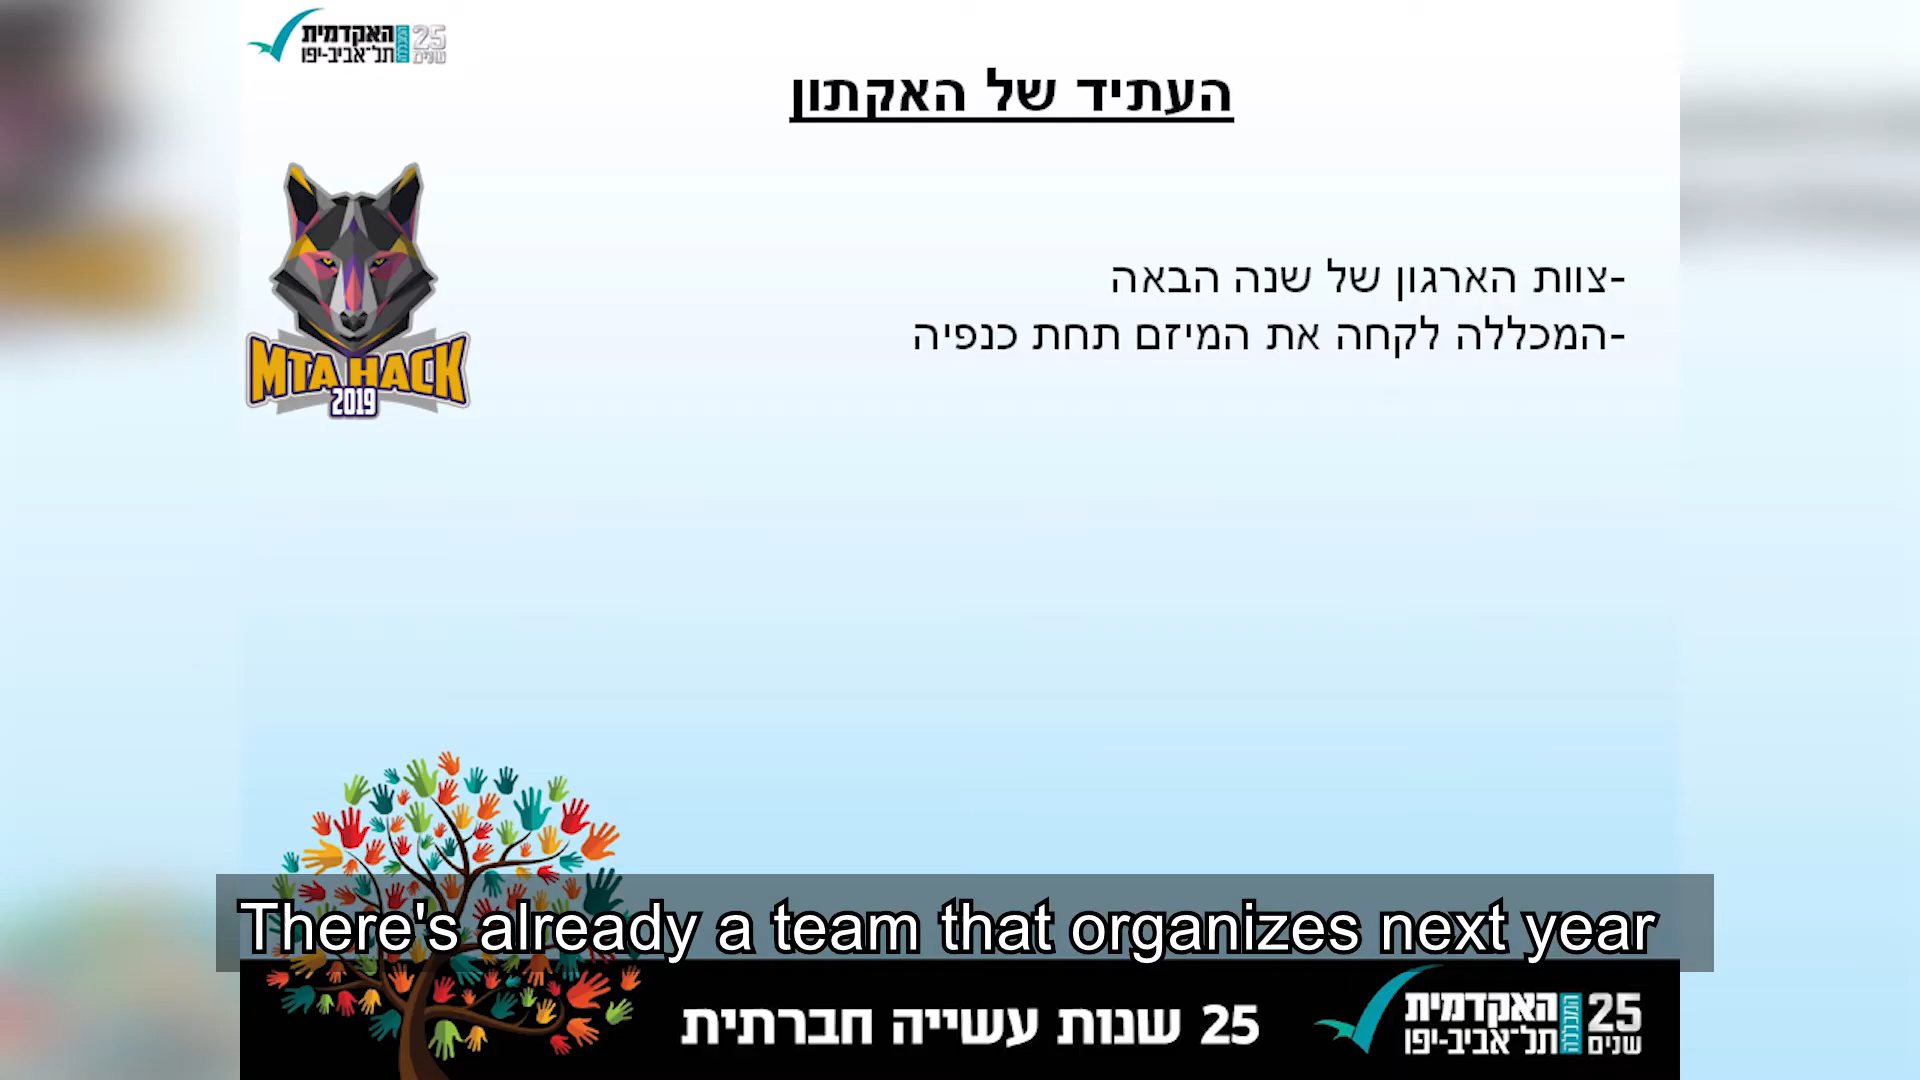 האקדמית
תל־אביב-יפו
המכללה
25
שנים
העתיד של האקתון
MTA HACK
2019
-צוות הארגון של שנה הבאה
-המכללה לקחה את המיזם תחת כנפיה
There's already a team that organizes next year
25 שנות עשייה חברתית
האקדמית
תל־אביב-יפו
המכללה
25
שנים